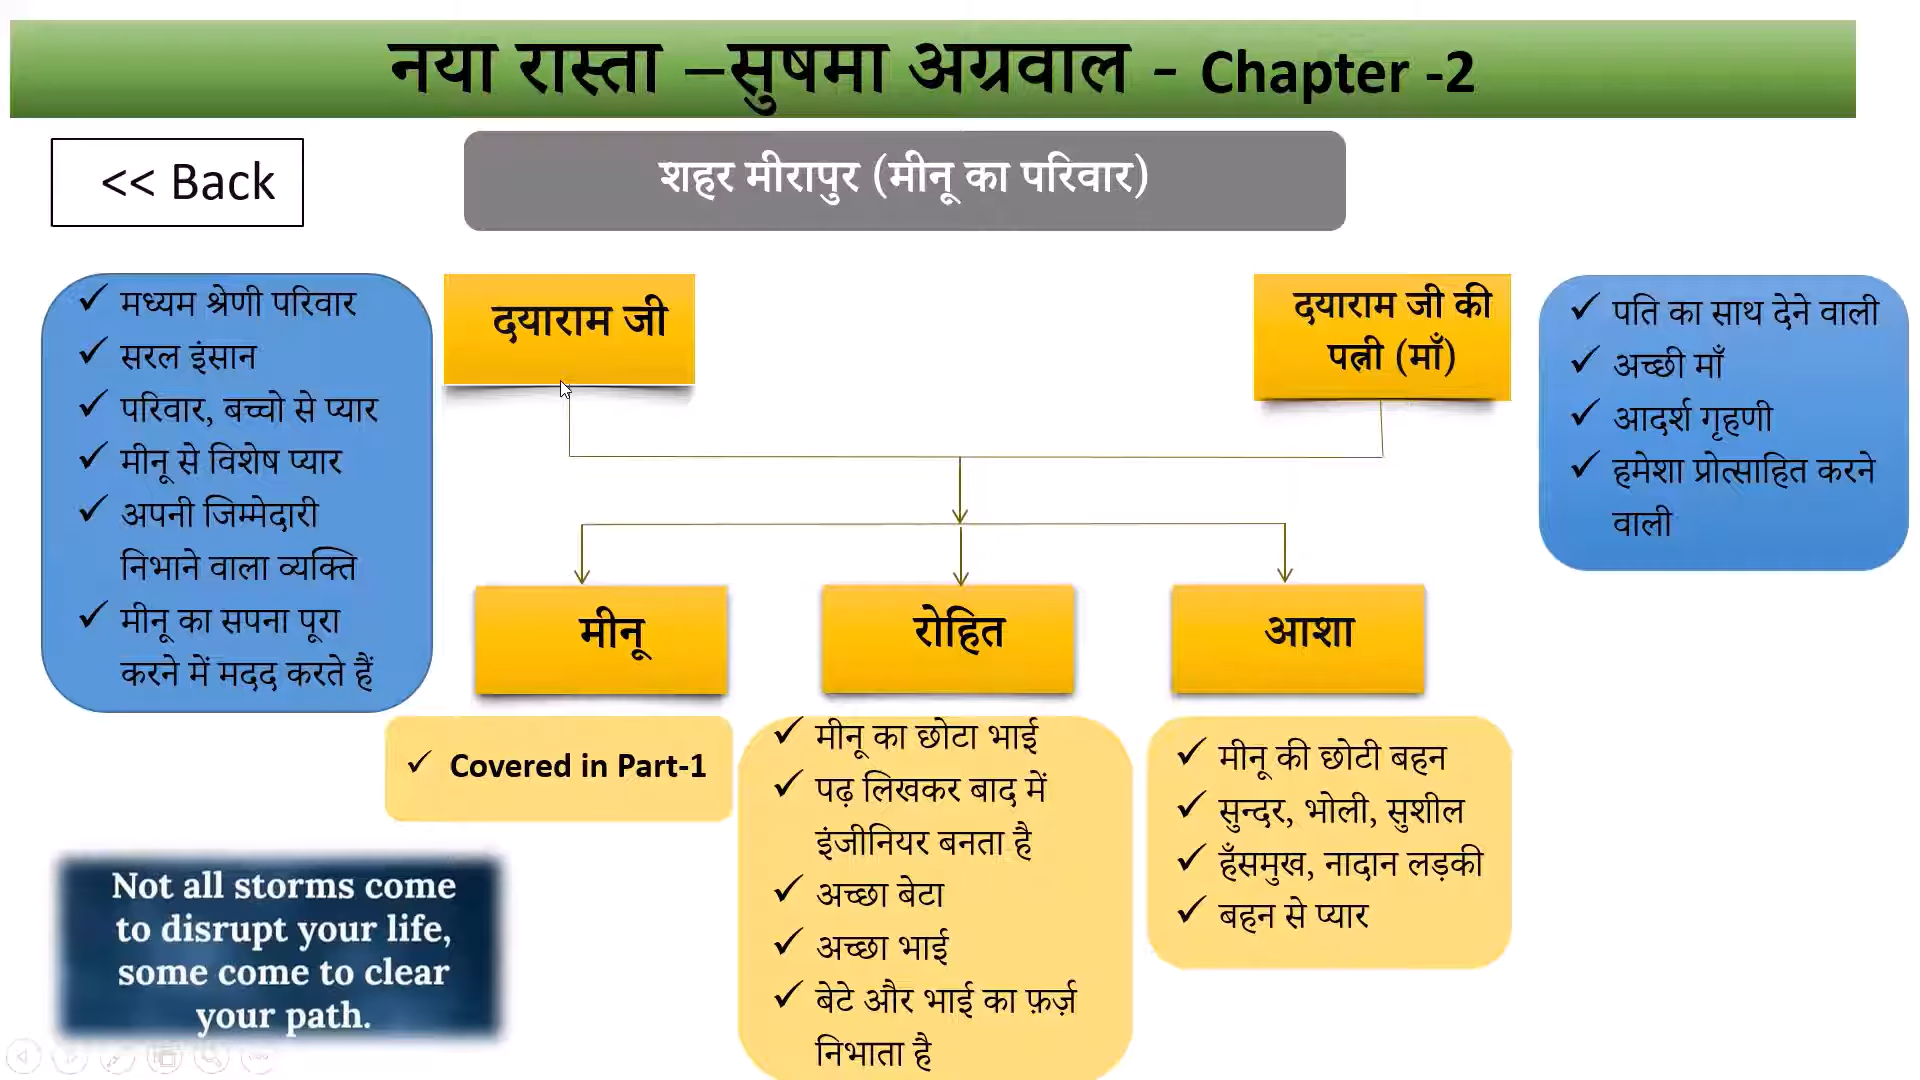 नया रास्ता –सुषमा अग्रवाल - Chapter -2
<< Back
शहर मीरापुर (मीनू का परिवार)
✓ मध्यम श्रेणी परिवार
✓ सरल इंसान
✓ परिवार, बच्चो से प्यार
✓ मीनू से विशेष प्यार
✓ अपनी जिम्मेदारी
निभाने वाला व्यक्ति
✓ मीनू का सपना पूरा
करने में मदद करते हैं
दयाराम जी
दयाराम जी की
पत्नी (माँ)
✓ पति का साथ देने वाली
✓ अच्छी माँ
✓ आदर्श गृहणी
✓ हमेशा प्रोत्साहित करने
वाली
मीनू
रोहित
आशा
✓ Covered in Part-1
✓ मीनू का छोटा भाई
✓ पढ़ लिखकर बाद में
इंजीनियर बनता है
✓ अच्छा बेटा
✓ अच्छा भाई
✓ बेटे और भाई का फ़र्ज़
निभाता है
✓ मीनू की छोटी बहन
✓ सुन्दर, भोली, सुशील
✓ हँसमुख, नादान लड़की
✓ बहन से प्यार
Not all storms come
to disrupt your life,
some come to clear
your path.